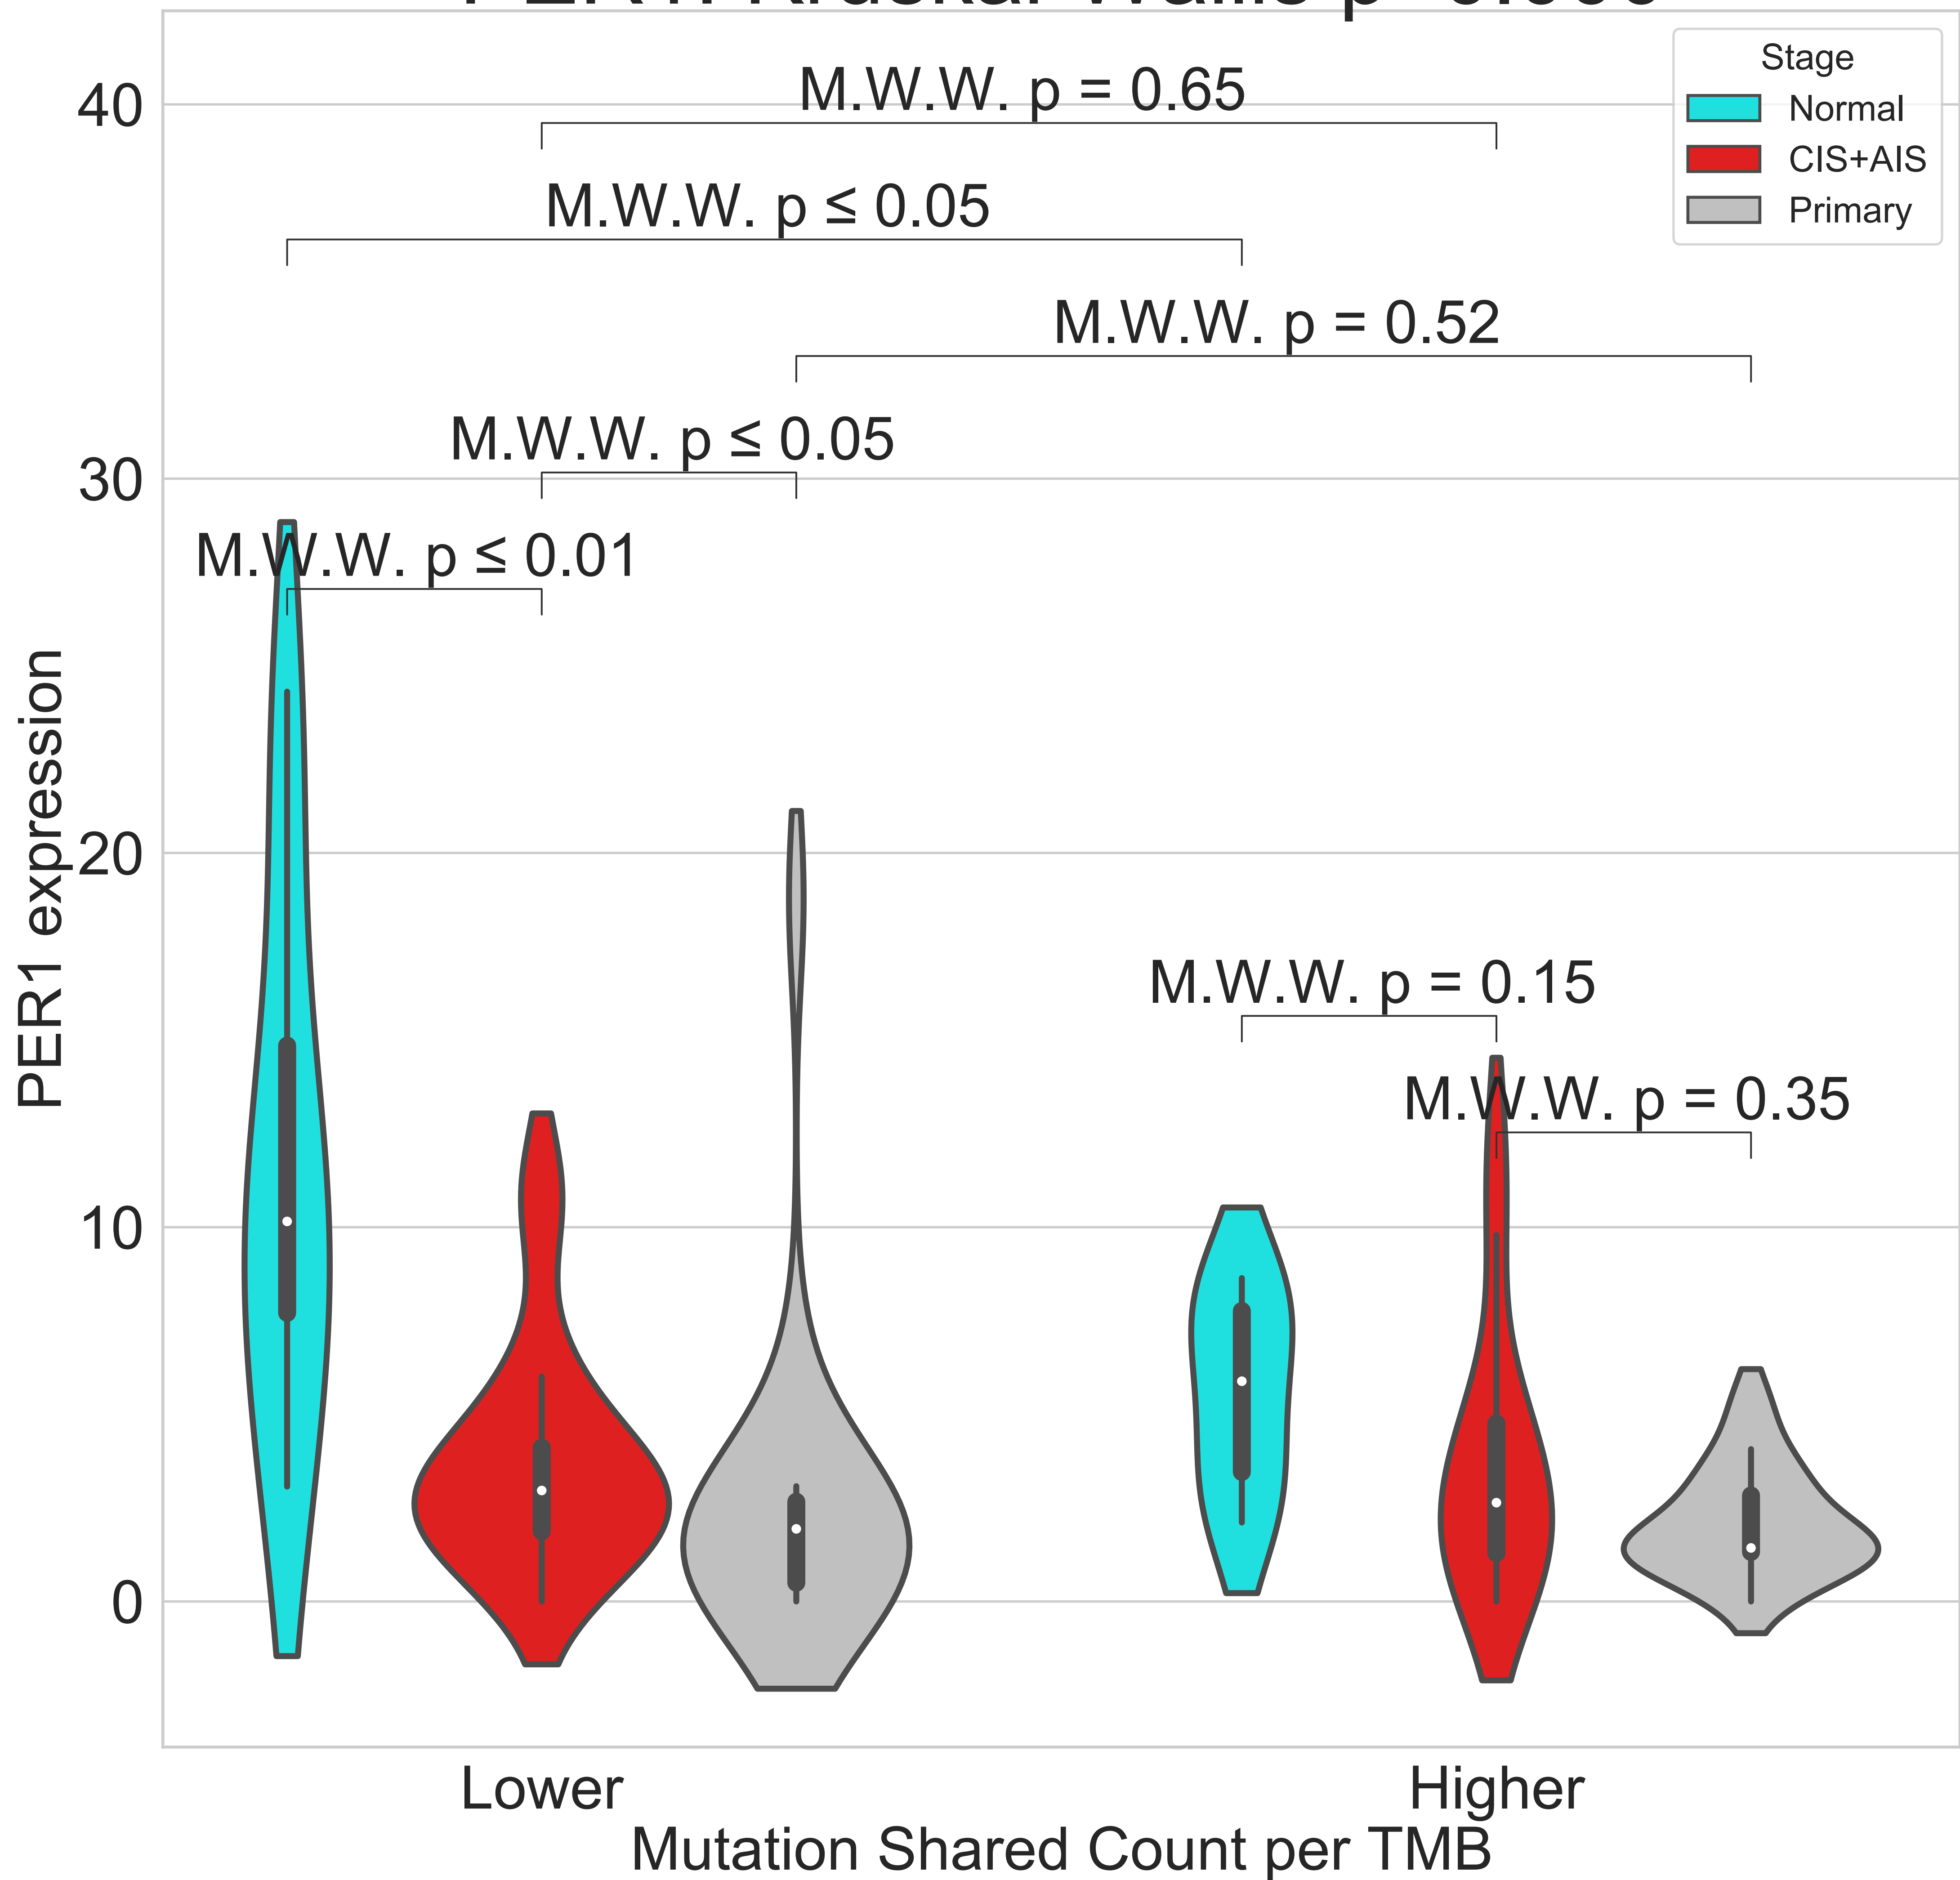 40
30
20
10
0
PER1 expression
M.W.W. p = 0.65
M.W.W. p ≤ 0.05
M.W.W. p = 0.52
M.W.W. p ≤ 0.05
M.W.W. p ≤ 0.01
M.W.W. p = 0.15
M.W.W. p = 0.35
Stage
Normal
CIS+AIS
Primary
Lower
Higher
Mutation Shared Count per TMB